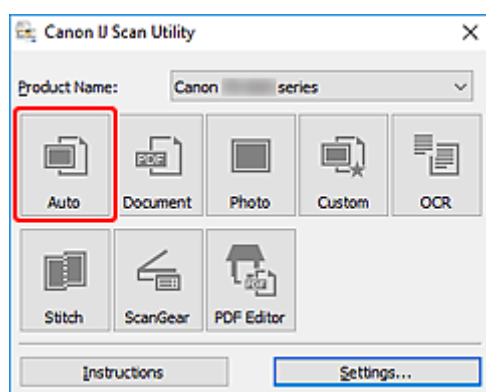 Canon IJ Scan Utility
Product Name: Canon series
Auto Document Photo Custom OCR
PDF
Stitch ScanGear PDF Editor
PDF
Instructions Settings...